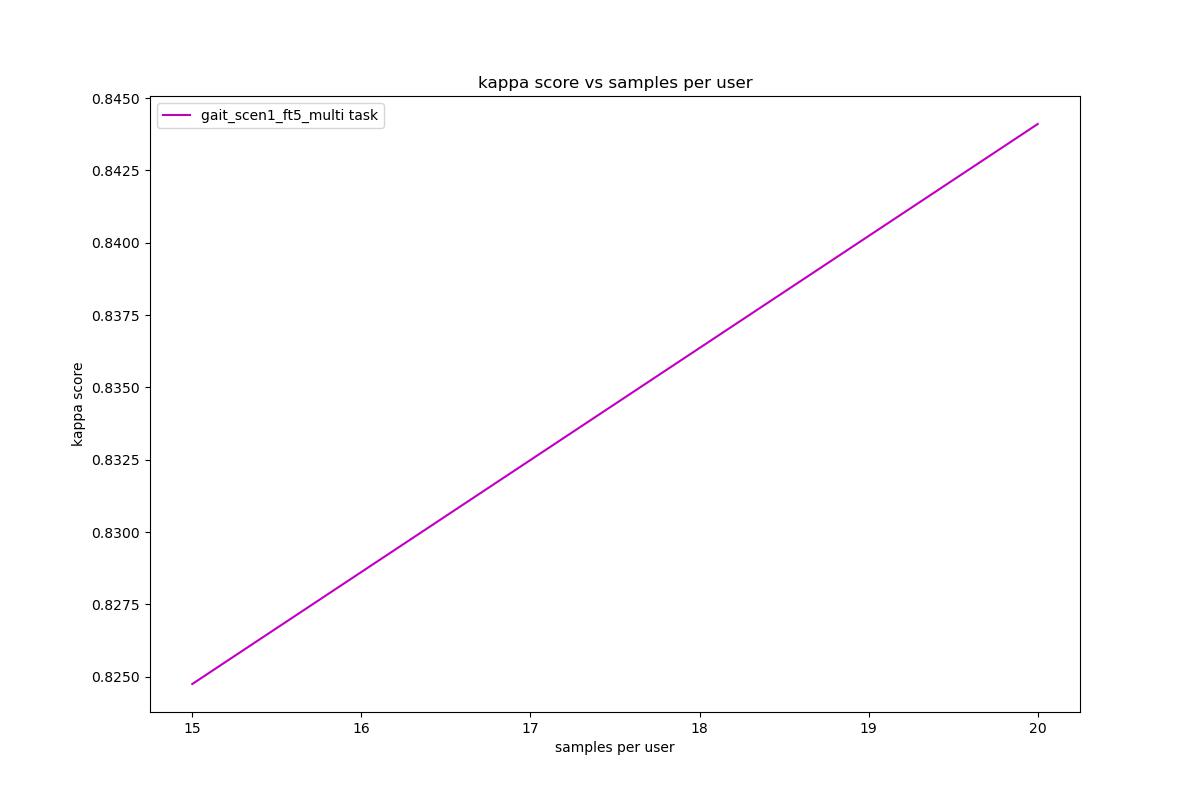 kappa score vs samples per user
gait_scen1_ft5_multi task
0.8450
0.8425
0.8400
0.8375
0.8350
0.8325
0.8300
0.8275
0.8250
kappa score
15 16 17 18 19 20
samples per user